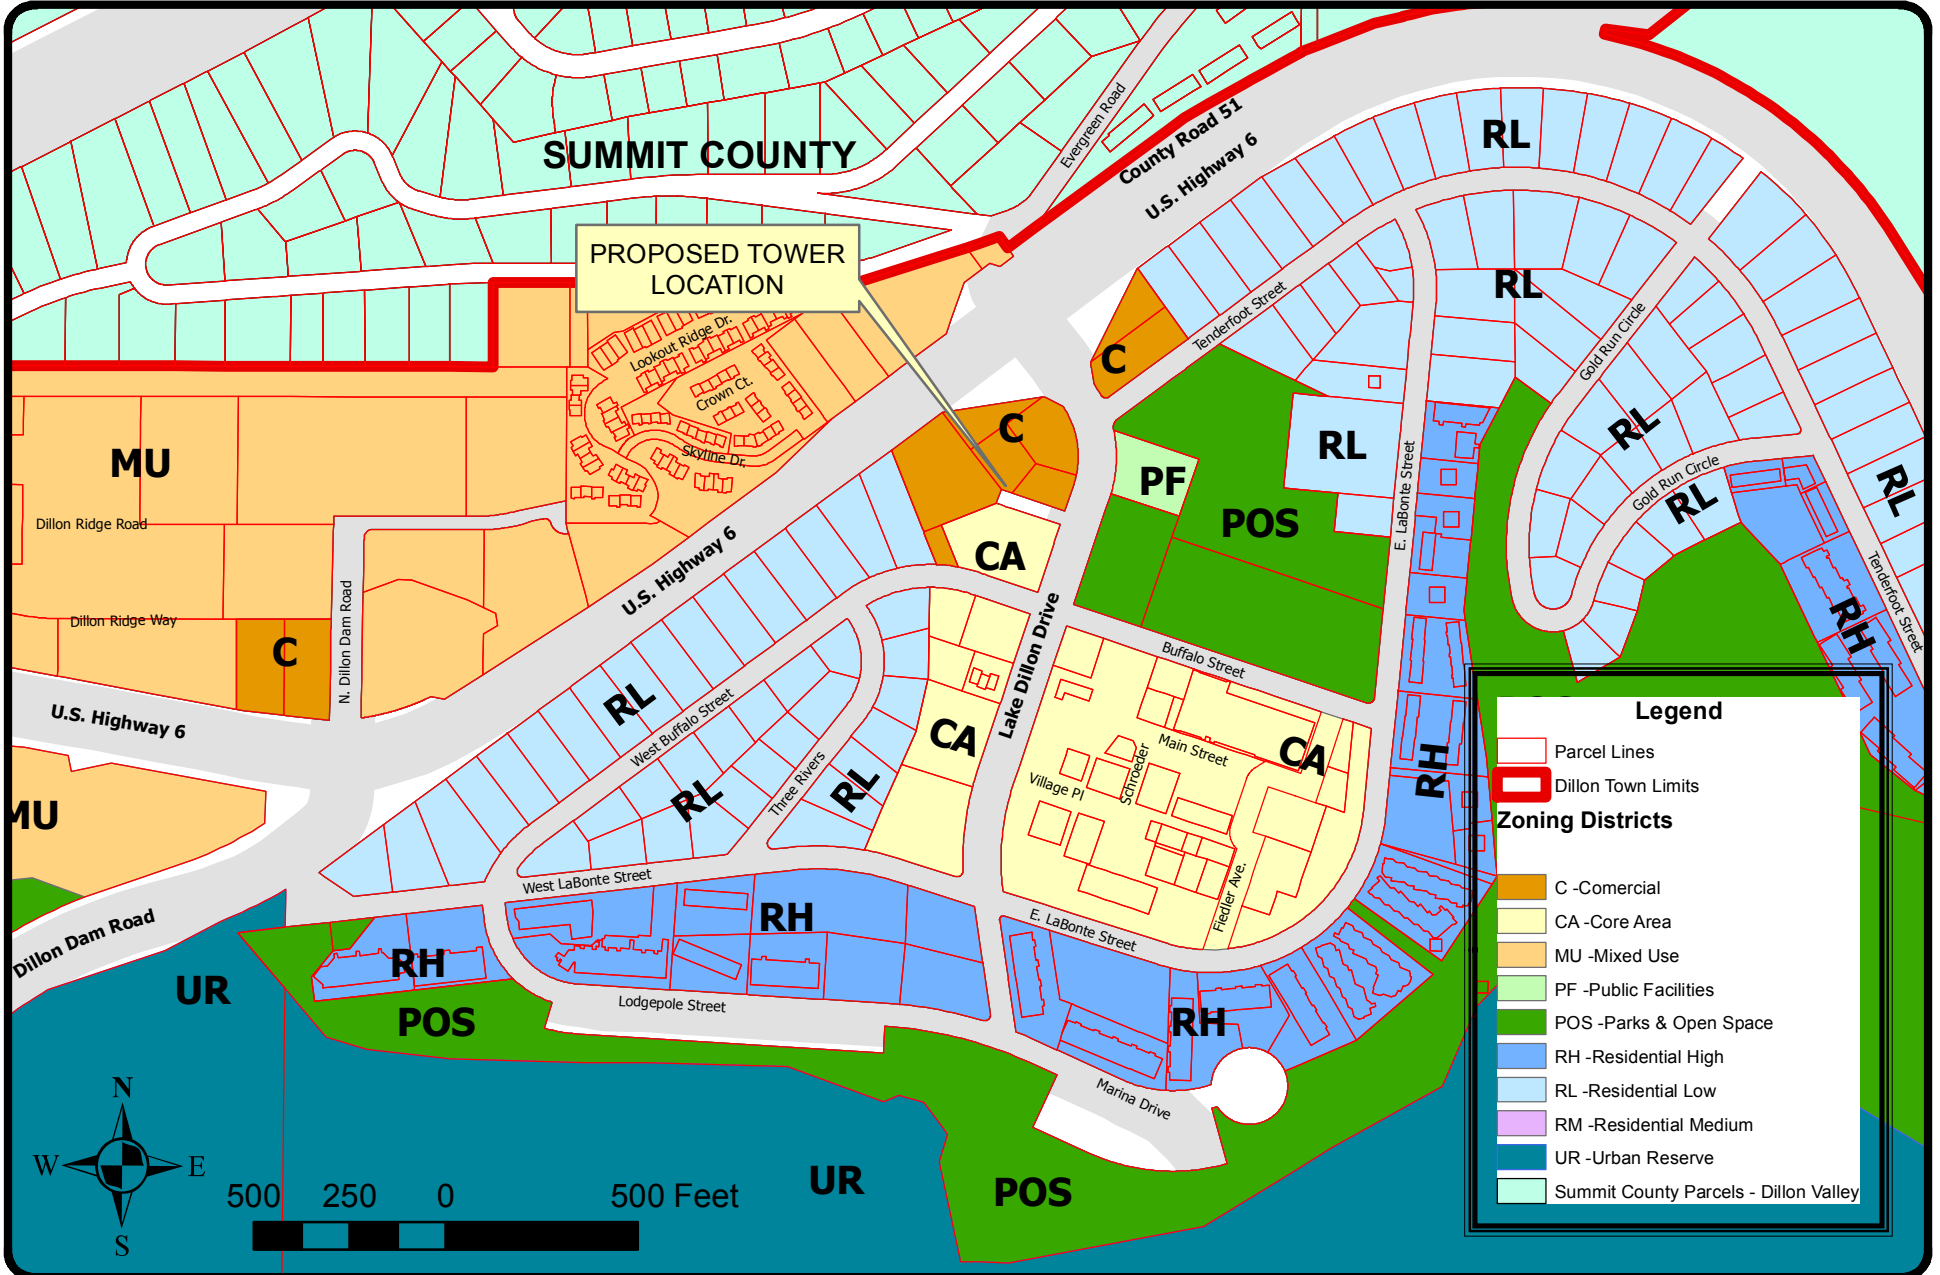 SUMMIT COUNTY
Evergreen Road
County Road 51
U.S. Highway 6
RL
PROPOSED TOWER
LOCATION
RL
Tenderfoot Street
Gold Run Circle
Lookout Ridge Dr.
Crown Ct.
Skyline Dr.
C
C
RL
RL
MU
PF
POS
E. LaBonte Street
Gold Run Circle
RL
RL
Dillon Ridge Road
CA
U.S. Highway 6
N. Dillon Dam Road
Dillon Ridge Way
C
Tenderfoot Street
RH
Lake Dillon Drive
Buffalo Street
RL
West Buffalo Street
U.S. Highway 6
CA
Main Street
CA
Schroeder
Village Pl
Three Rivers
RL
RL
RH
MU
West LaBonte Street
Fiedler Ave.
E. LaBonte Street
RH
Dillon Dam Road
RH
UR
POS
Lodgepole Street
RH
Marina Drive
UR
POS
N
W
E
S
500 250 0 500 Feet
Legend
Parcel Lines
Dillon Town Limits
Zoning Districts
C -Comercial
CA -Core Area
MU -Mixed Use
PF -Public Facilities
POS -Parks & Open Space
RH -Residential High
RL -Residential Low
RM -Residential Medium
UR -Urban Reserve
Summit County Parcels - Dillon Valley